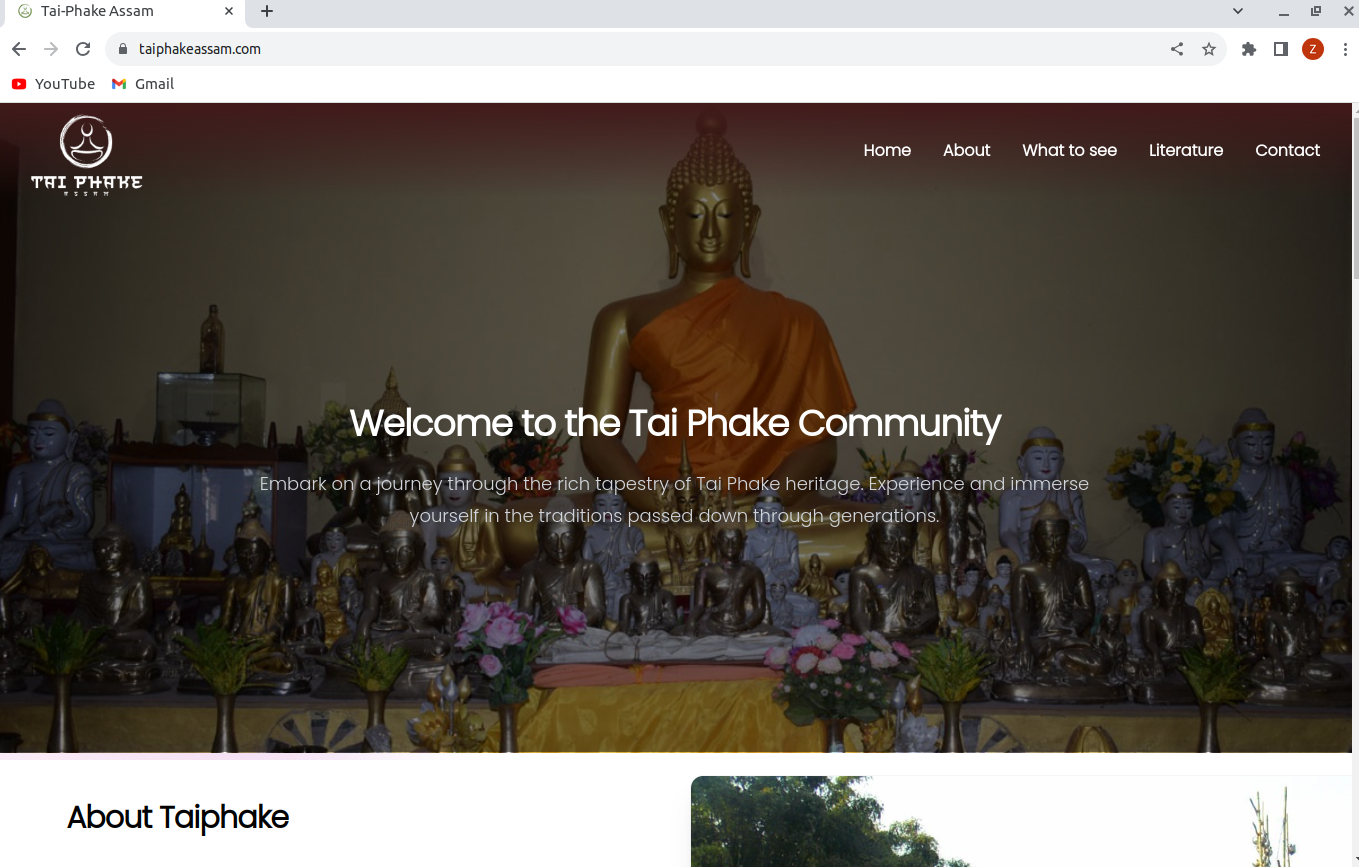 Tai-Phake Assam
taiphakeassam.com
Z
YouTube
Gmail
TAI PHAKE
ASSAM
Home
About
What to see
Literature
Contact
Welcome to the Tai Phake Community
Embark on a journey through the rich tapestry of Tai Phake heritage. Experience and immerse
yourself in the traditions passed down through generations.
About Taiphake